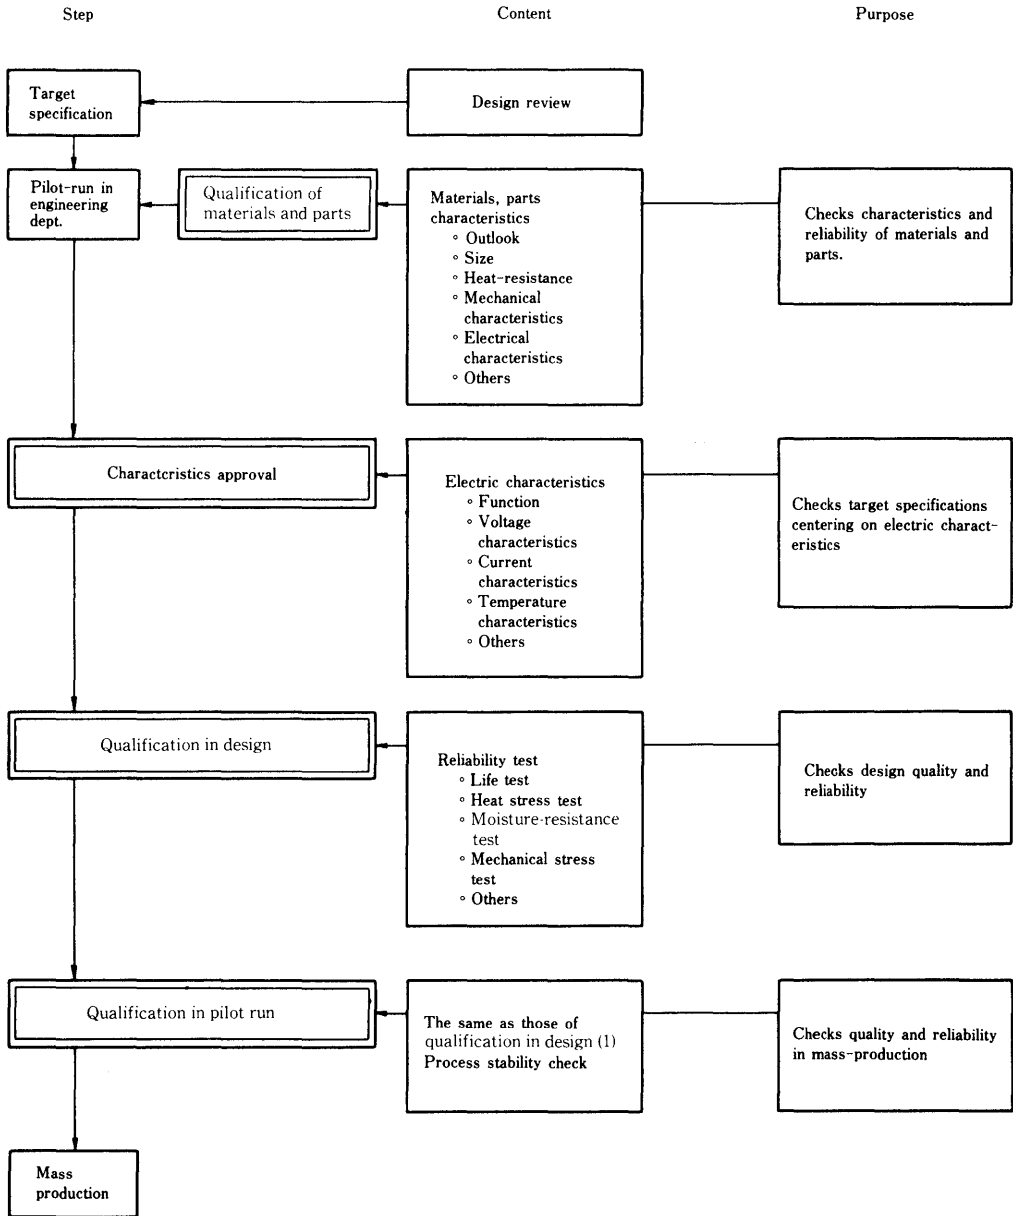 Step
Content
Purpose
Target
specification
Design review
Pilot-run in
engineering
dept.
Qualification of
materials and parts
Materials, parts
characteristics
° Outlook
° Size
° Heat-resistance
° Mechanical
characteristics
° Electrical
characteristics
° Others
Checks characteristics and
reliability of materials and
parts.
Charactcristics approval
Electric characteristics
° Function
° Voltage
characteristics
° Current
characteristics
° Temperature
characteristics
° Others
Checks target specifications
centering on electric charact-
eristics
Qualification in design
Reliability test
° Life test
° Heat stress test
° Moisture-resistance
test
° Mechanical stress
test
° Others
Checks design quality and
reliability
Qualification in pilot run
The same as those of
qualification in design (1)
Process stability check
Checks quality and reliability
in mass-production
Mass
production